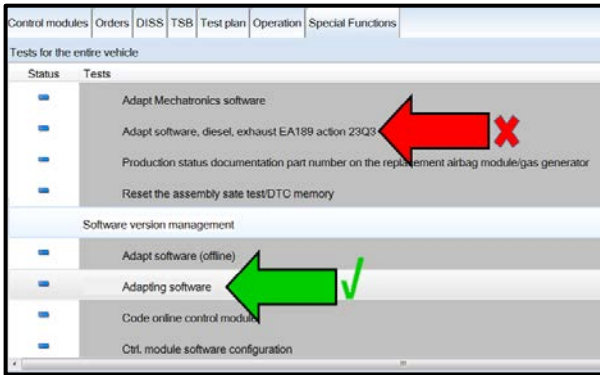 Control modules Orders DISS TSB Test plan Operation Special Functions
Tests for the entire vehicle
Status Tests
Adapt Mechatronics software
Adapt software, diesel, exhaust EA189 action 23Q3
Production status documentation part number on the replacement airbag module/gas generator
Reset the assembly sate test/DTC memory
Software version management
Adapt software (offline)
Adapting software
Code online control module
Ctrl. module software configuration